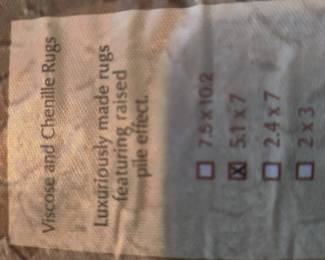 Viscose and Chenille Rugs
Luxuriously made rugs
featuring raised
pile effect.
7.5 x 10.2
5.1 x 7
2.4 x 7
2 x 3